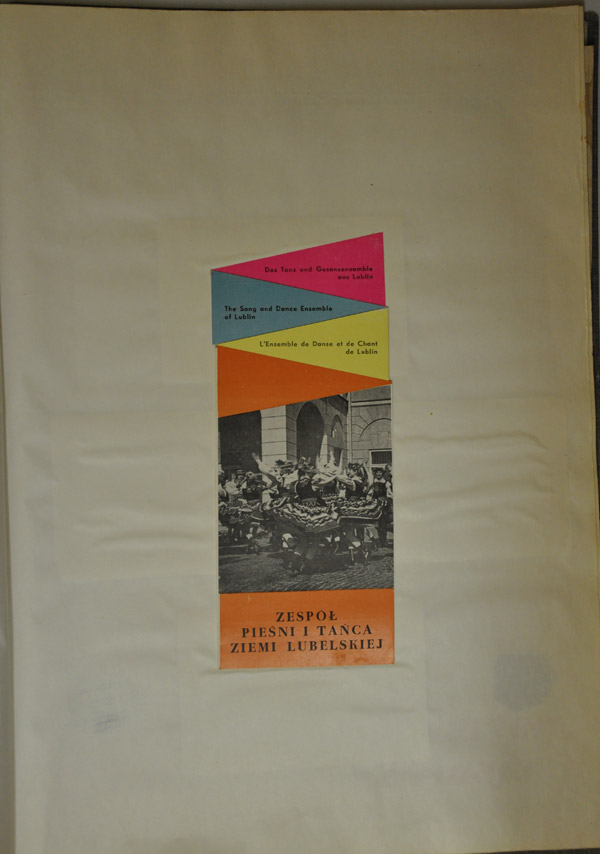 Das Tanz und Gesansensemble
aus Lublin
The Song and Dance Ensemble
of Lublin
L'Ensemble de Danse et de Chant
de Lublin
ZESPÓŁ
PIEŚNI I TAŃCA
ZIEMI LUBELSKIEJ